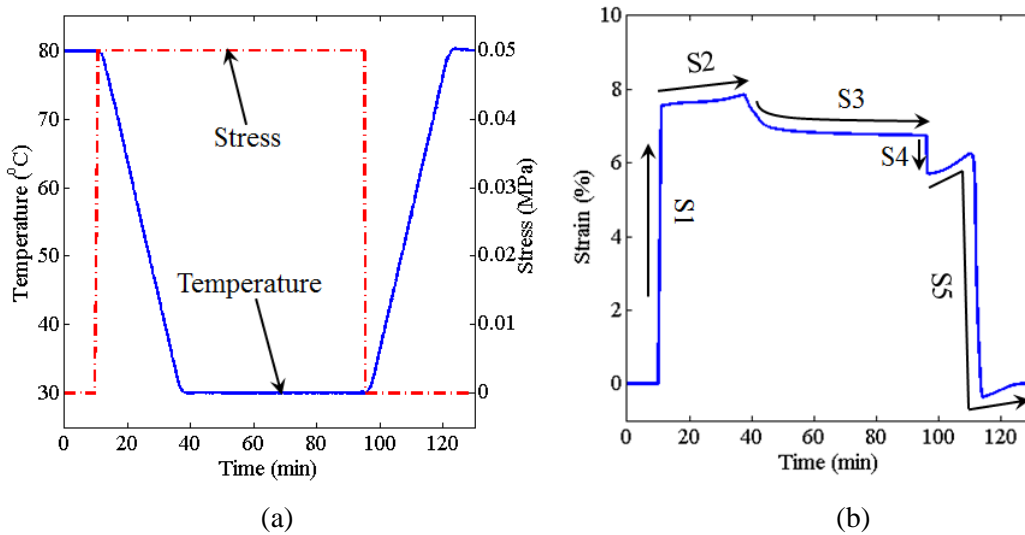 80
70
60
50
40
30
Temperature (⁰C)
Stress
Temperature
0.05
0.04
0.03
0.02
0.01
0
Stress (MPa)
0 20 40 60 80 100 120
Time (min)
(a)
10
8
6
4
2
0
Strain (%)
S1
S2
S3
S4
S5
0 20 40 60 80 100 120
Time (min)
(b)